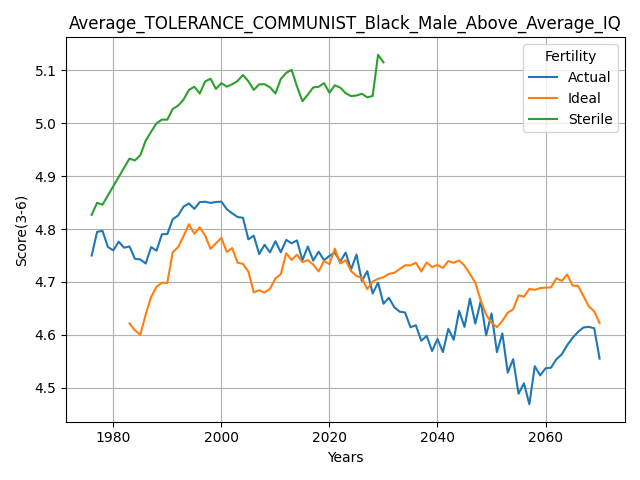 Average_TOLERANCE_COMMUNIST_Black_Male_Above_Average_IQ
Fertility
Actual
Ideal
Sterile
Score(3-6)
5.1
5.0
4.9
4.8
4.7
4.6
4.5
1980
2000
2020
2040
2060
Years